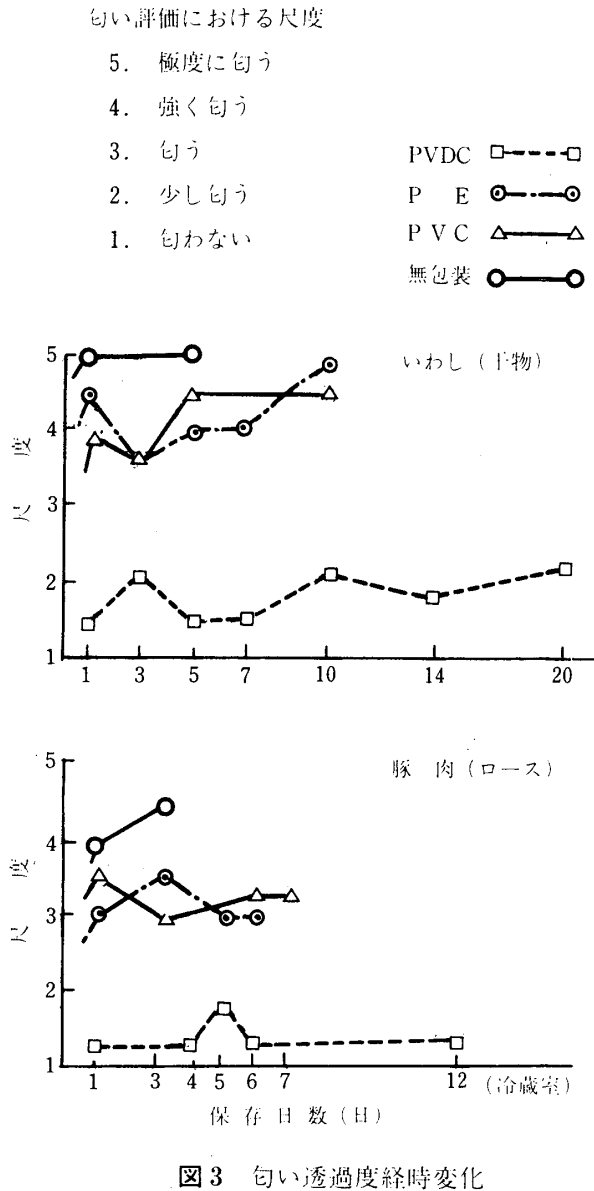 匂い評価における尺度
5. 極度に匂う
4. 強く匂う
3. 匂う
2. 少し匂う
1. 匂わない
PVDC
P E
PVC
無包装
いわし(干物)
尺度
5
4
3
2
1
1 3 5 7 10 14 20
豚 肉(ロース)
尺度
5
4
3
2
1
1 3 4 5 6 7 12 (冷蔵室)
保存日数(日)
図3 匂い透過度経時変化